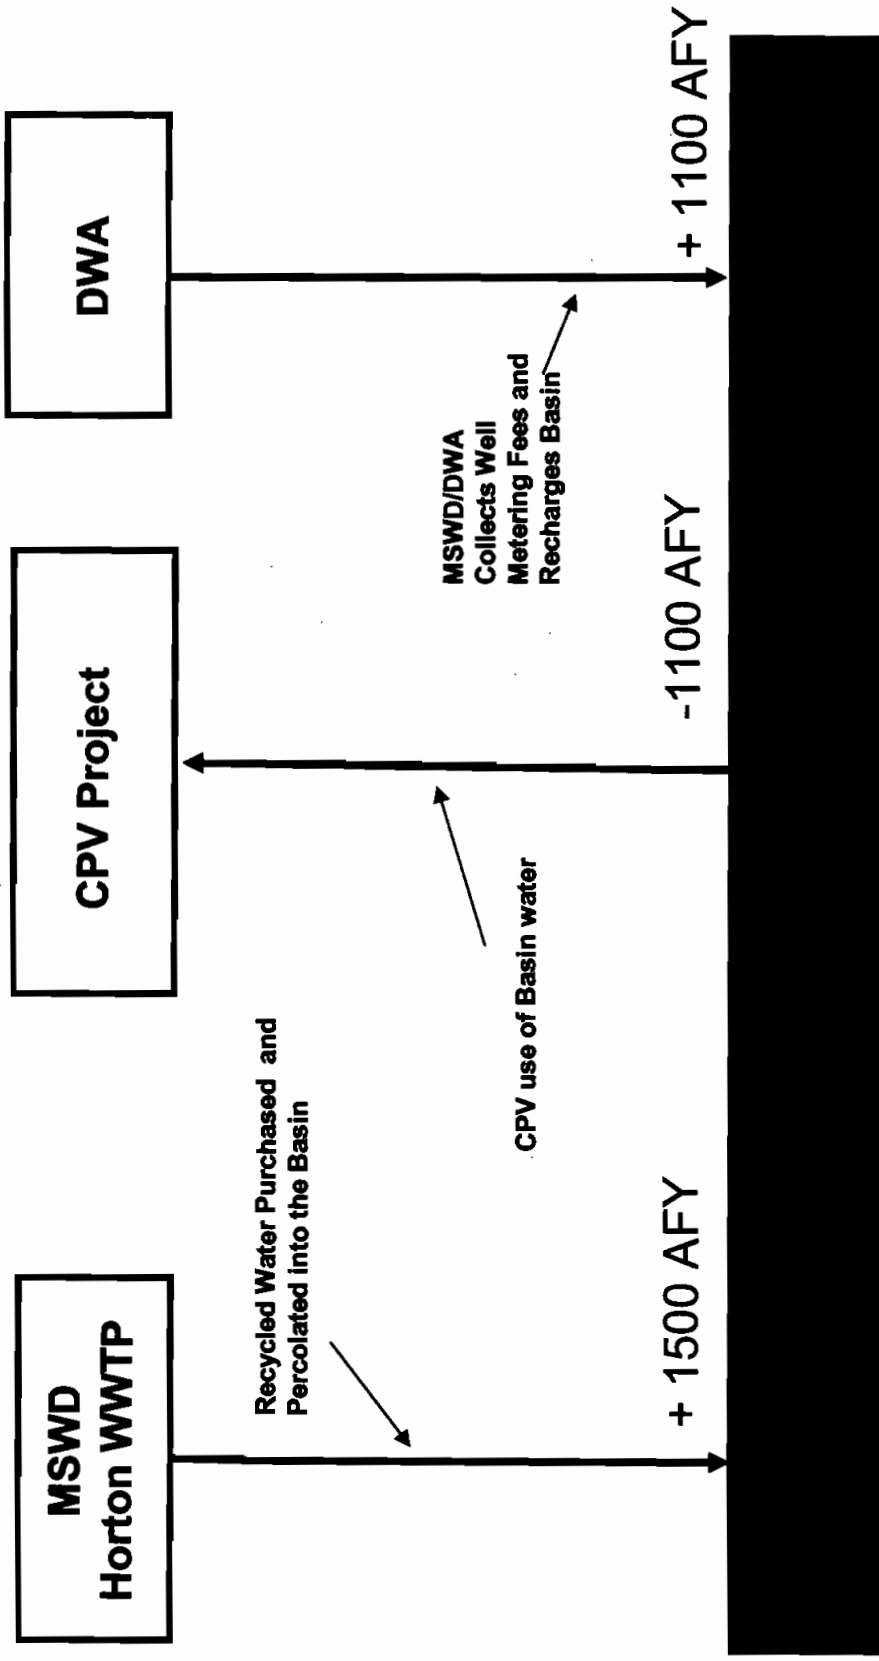 MSWD
Horton WWTP
CPV Project
DWA
Recycled Water Purchased and
Percolated into the Basin
CPV use of Basin water
MSWD/DWA
Collects Well
Metering Fees and
Recharges Basin
+ 1500 AFY
-1100 AFY
+ 1100 AFY